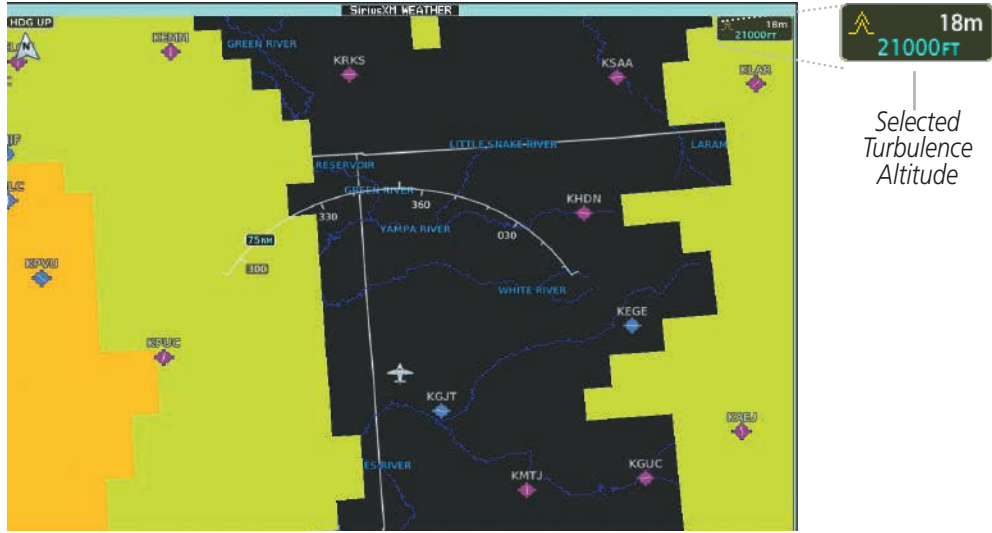 SiriusXM WEATHER
HDG UP
N
18m
21000FT
18m
21000FT
Selected
Turbulence
Altitude
KEMM
GREEN RIVER
KRKS
KSAA
KLAR
LITTLE SNAKE RIVER
LARAM
RESERVOIR
GREEN RIVER
LC
KHDN
330
360
030
YAMPA RIVER
75NM
300
KPVU
WHITE RIVER
KEGE
KPUC
KGJT
KAEJ
ES RIVER
KMTJ
KGUC